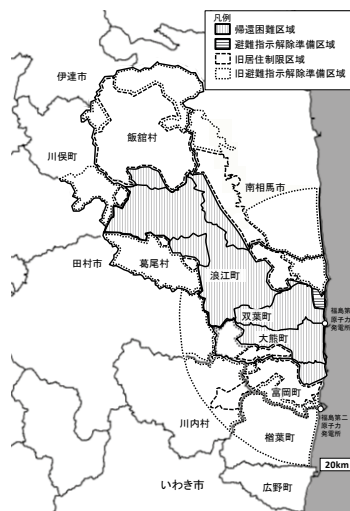 凡例
帰還困難区域
避難指示解除準備区域
旧居住制限区域
旧避難指示解除準備区域
伊達市
飯舘村
川俣町
南相馬市
田村市
葛尾村
浪江町
双葉町
大熊町
福島第一
原子力
発電所
富岡町
福島第二
原子力
発電所
川内村
楢葉町
20km
いわき市
広野町